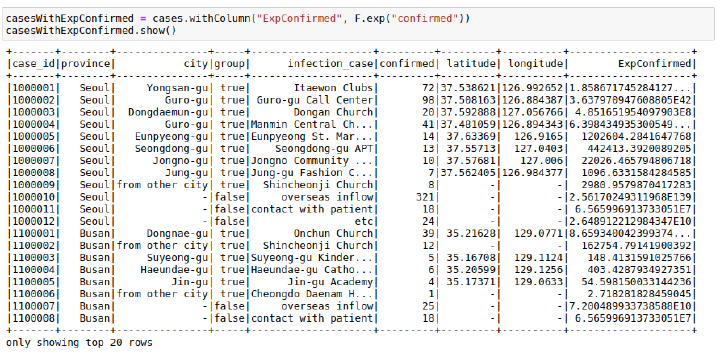 casesWithExpConfirmed = cases.withColumn("ExpConfirmed", F.exp("confirmed"))
casesWithExpConfirmed.show()
+-------+--------+---------------+-----+--------------------+---------+---------+----------+--------------------+
|case_id|province|           city|group|      infection_case|confirmed| latitude| longitude|        ExpConfirmed|
+-------+--------+---------------+-----+--------------------+---------+---------+----------+--------------------+
|1000001|   Seoul|     Yongsan-gu| true|       Itaewon Clubs|       72|37.538621|126.992652|1.858671745284127...|
|1000002|   Seoul|        Guro-gu| true| Guro-gu Call Center|       98|37.508163|126.884387|3.637970947608805E42|
|1000003|   Seoul|  Dongdaemun-gu| true|       Dongan Church|       20|37.592888|127.056766| 4.851651954097903E8|
|1000004|   Seoul|        Guro-gu| true|Manmin Central Ch...|       41|37.481059|126.894343|6.398434935300549...|
|1000005|   Seoul|   Eunpyeong-gu| true|Eunpyeong St. Mar...|       14| 37.63369|  126.9165|  1202604.2841647768|
|1000006|   Seoul|   Seongdong-gu| true|    Seongdong-gu APT|       13| 37.55713|  127.0403|   442413.3920089205|
|1000007|   Seoul|      Jongno-gu| true|Jongno Community ...|       10| 37.57681|   127.006|  22026.465794806718|
|1000008|   Seoul|        Jung-gu| true|Jung-gu Fashion C...|        7|37.562405|126.984377|  1096.6331584284585|
|1000009|   Seoul|from other city| true|  Shincheonji Church|        8|        -|         -|  2980.9579870417283|
|1000010|   Seoul|              -|false|     overseas inflow|      321|        -|         -|2.56170249311968E139|
|1000011|   Seoul|              -|false|contact with patient|       18|        -|         -| 6.565996913733051E7|
|1000012|   Seoul|              -|false|                 etc|       24|        -|         -|2.648912212984347E10|
|1100001|   Busan|    Dongnae-gu| true|       Onchun Church|       39| 35.21628|  129.0771|8.659340042399374...|
|1100002|   Busan|from other city| true|  Shincheonji Church|       12|        -|         -|  162754.79141900392|
|1100003|   Busan|     Suyeong-gu| true|Suyeong-gu Kinder...|        5| 35.16708|  129.1124|   148.4131591025766|
|1100004|   Busan|    Haeundae-gu| true|Haeundae-gu Catho...|        6| 35.20599|  129.1256|   403.4287934927351|
|1100005|   Busan|         Jin-gu| true|      Jin-gu Academy|        4| 35.17371|  129.0633|  54.598150033144236|
|1100006|   Busan|from other city| true|Cheongdo Daenam H...|        1|        -|         -|   2.718281828459045|
|1100007|   Busan|              -|false|     overseas inflow|       25|        -|         -|7.200489933738588E10|
|1100008|   Busan|              -|false|contact with patient|       18|        -|         -| 6.565996913733051E7|
+-------+--------+---------------+-----+--------------------+---------+---------+----------+--------------------+
only showing top 20 rows